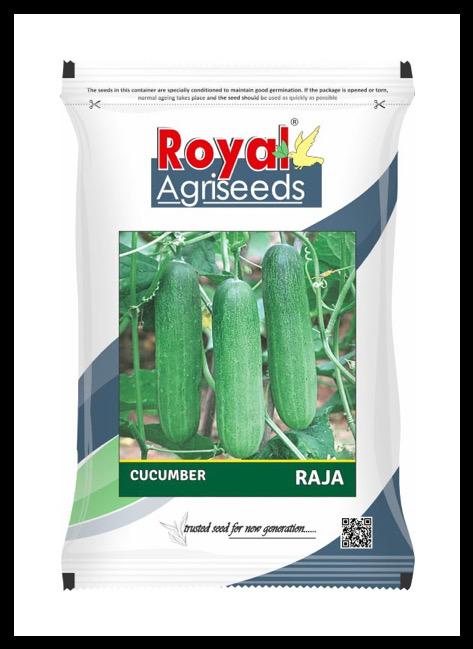 The seeds in this container are specially conditioned to maintain good germination. If the package is opened or torn,
normal ageing takes place and the seed should be used as quickly as possible
Royal®
Agriseeds
CUCUMBER
RAJA
trusted seed for new generation......